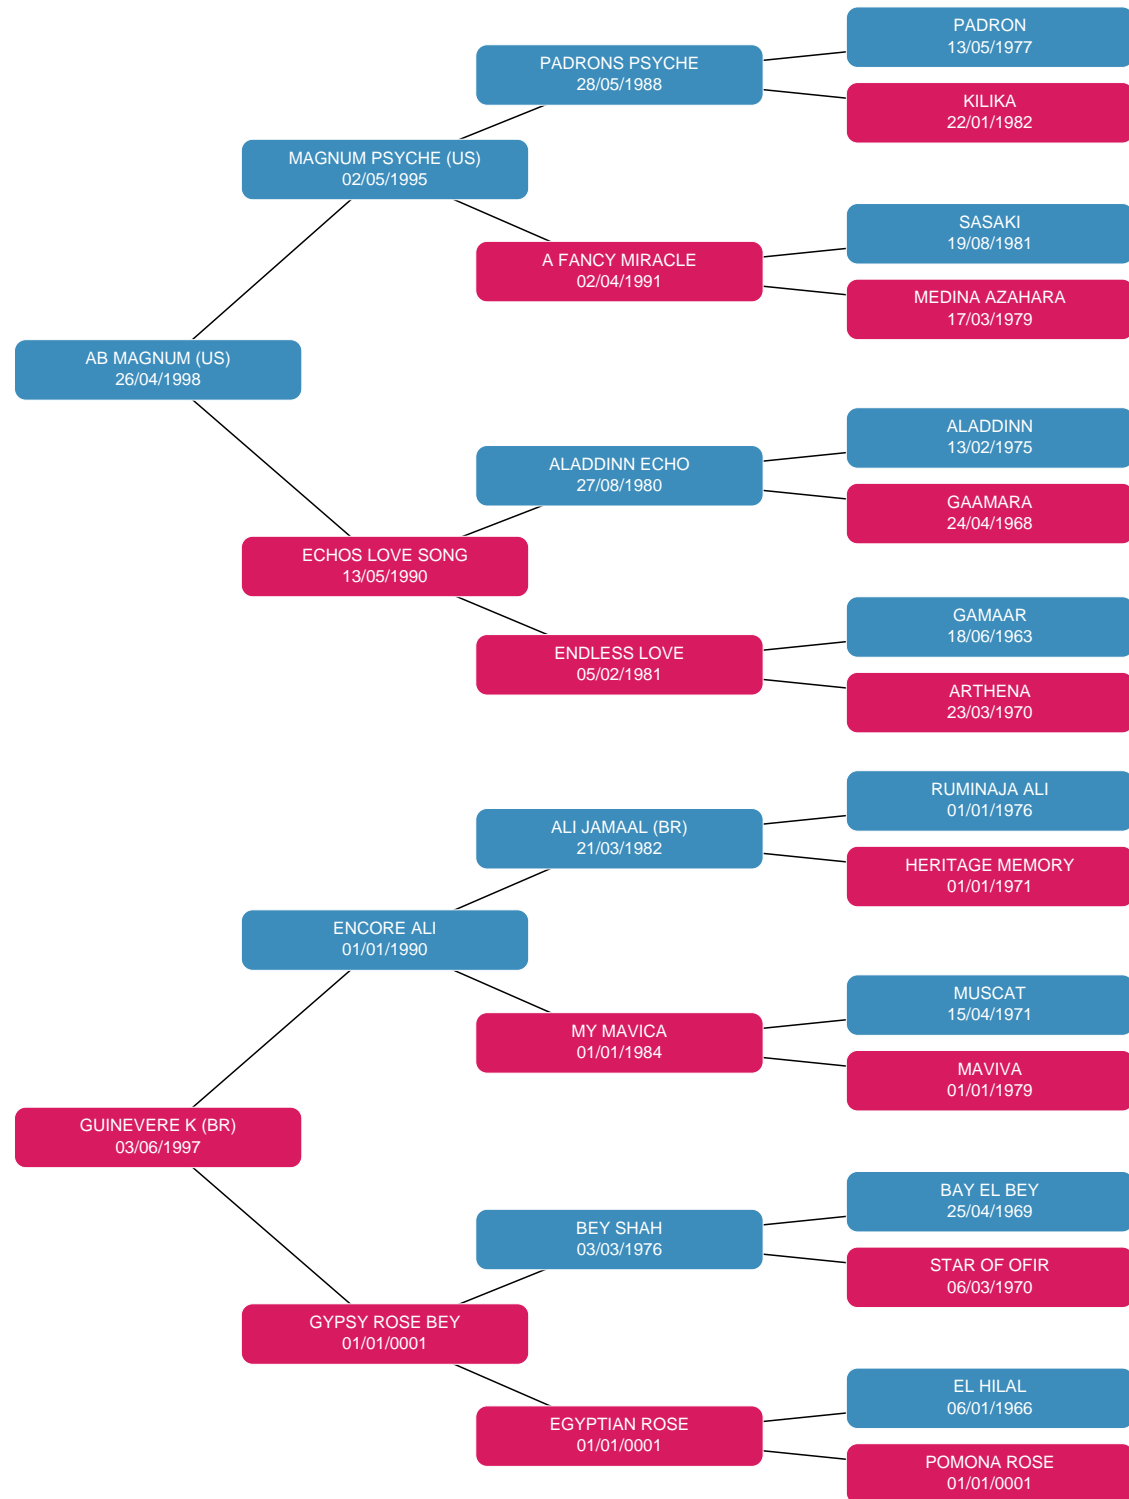 PADRON
13/05/1977
PADRONS PSYCHE
28/05/1988
KILIKA
22/01/1982
MAGNUM PSYCHE (US)
02/05/1995
SASAKI
19/08/1981
A FANCY MIRACLE
02/04/1991
MEDINA AZAHARA
17/03/1979
AB MAGNUM (US)
26/04/1998
ALADDINN
13/02/1975
ALADDINN ECHO
27/08/1980
GAAMARA
24/04/1968
ECHOS LOVE SONG
13/05/1990
GAMAAR
18/06/1963
ENDLESS LOVE
05/02/1981
ARTHENA
23/03/1970
RUMINAJA ALI
01/01/1976
ALI JAMAAL (BR)
21/03/1982
HERITAGE MEMORY
01/01/1971
ENCORE ALI
01/01/1990
MUSCAT
15/04/1971
MY MAVICA
01/01/1984
MAVIVA
01/01/1979
GUINEVERE K (BR)
03/06/1997
BAY EL BEY
25/04/1969
BEY SHAH
03/03/1976
STAR OF OFIR
06/03/1970
GYPSY ROSE BEY
01/01/0001
EL HILAL
06/01/1966
EGYPTIAN ROSE
01/01/0001
POMONA ROSE
01/01/0001